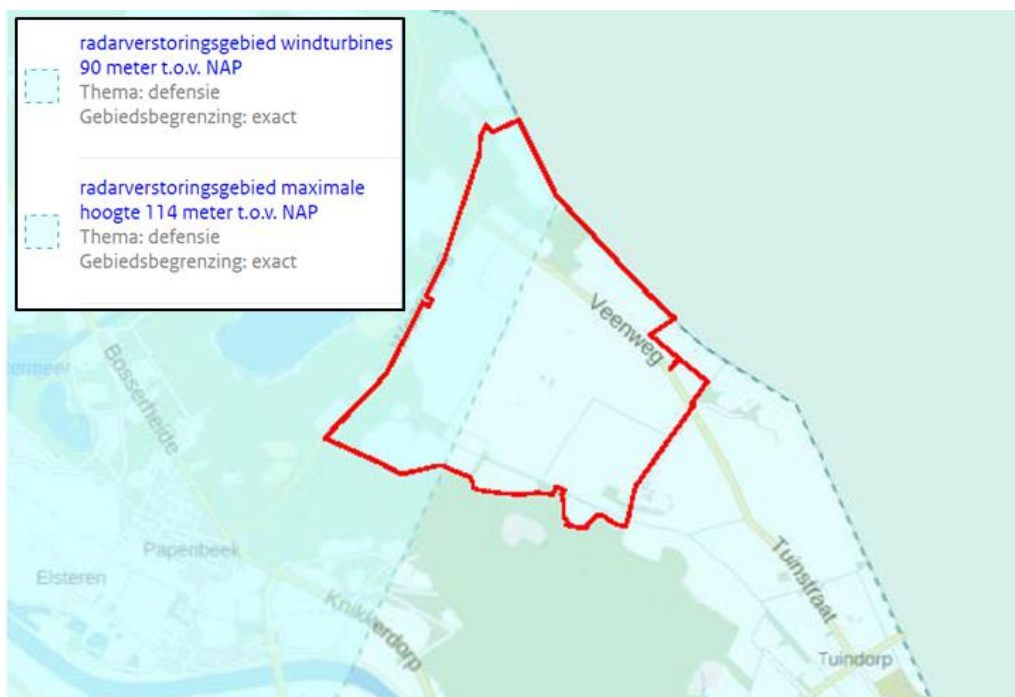 radarverstoringsgebied windturbines
90 meter t.o.v. NAP
Thema: defensie
Gebiedsbegrenzing: exact
radarverstoringsgebied maximale
hoogte 114 meter t.o.v. NAP
Thema: defensie
Gebiedsbegrenzing: exact
Veenweg
Bosserheide
Papenbeek
Elsteren
Knikkerdorp
Tuinstraat
Tuindorp